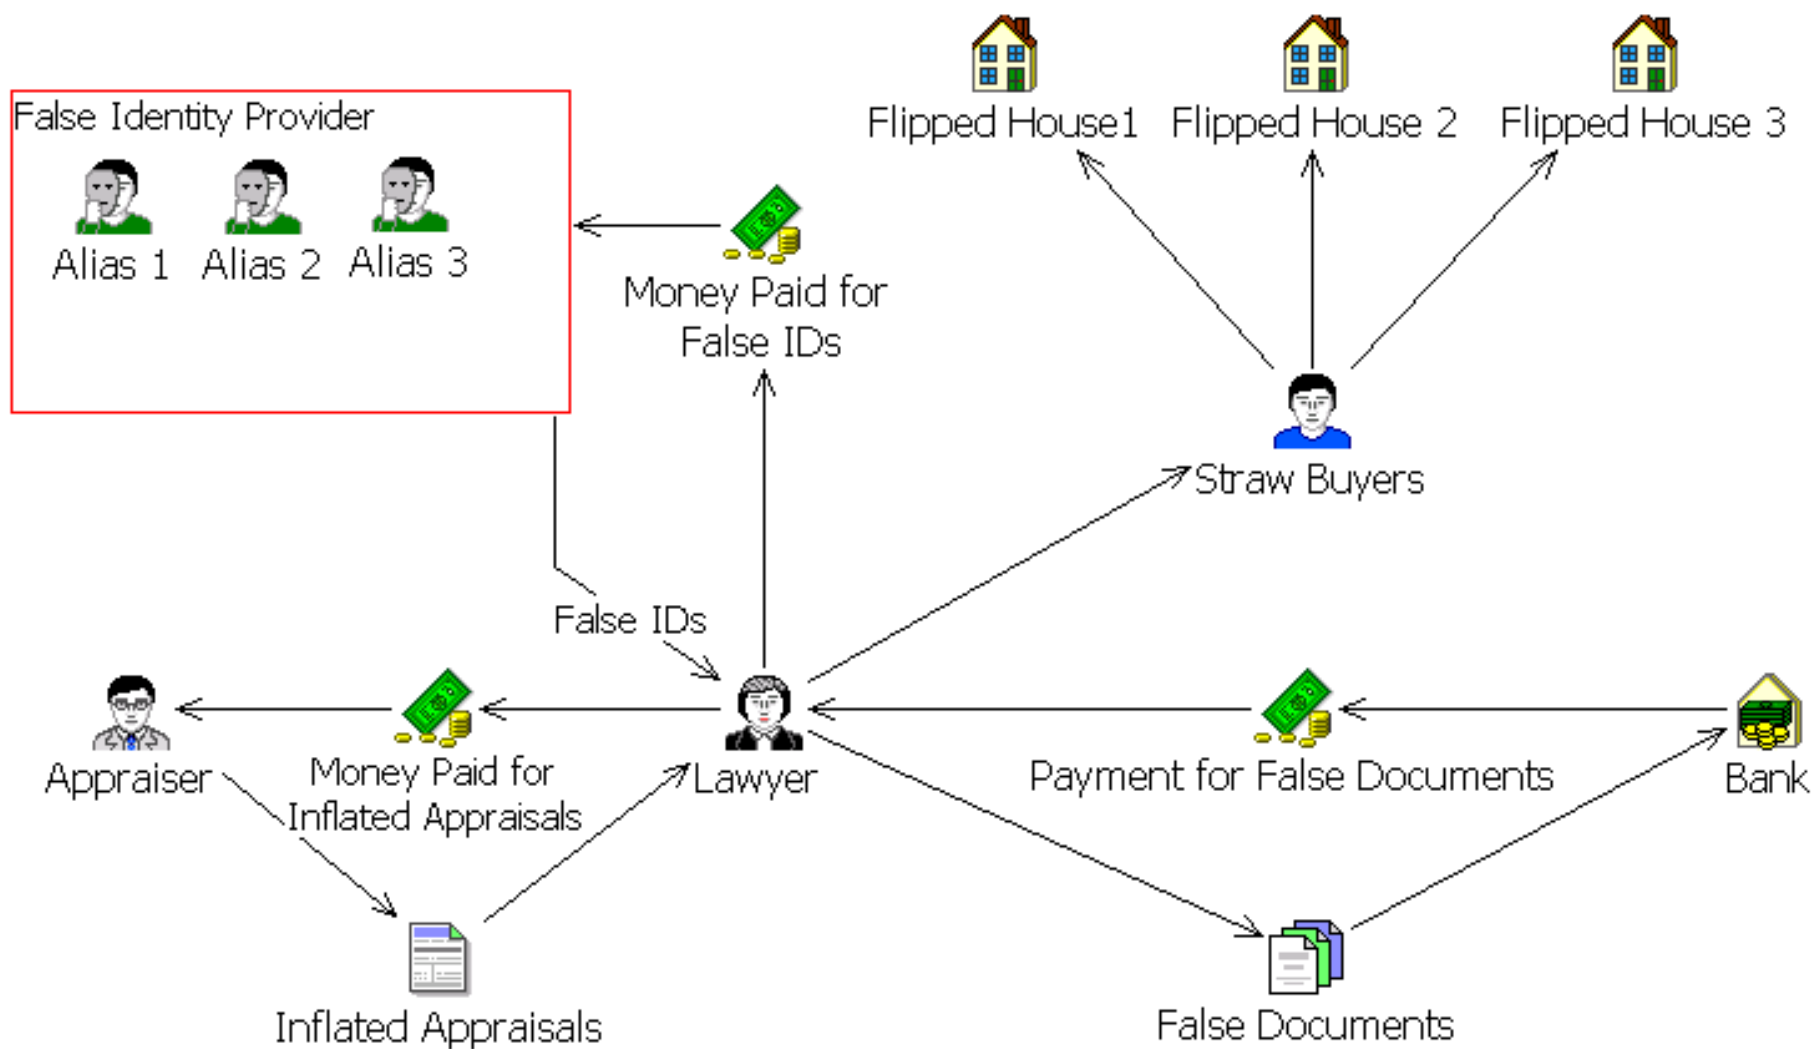 Flipped House1
Flipped House 2
Flipped House 3
False Identity Provider
Alias 1
Alias 2
Alias 3
Money Paid for
False IDs
Straw Buyers
False IDs
Appraiser
Money Paid for
Inflated Appraisals
Lawyer
Payment for False Documents
Bank
Inflated Appraisals
False Documents